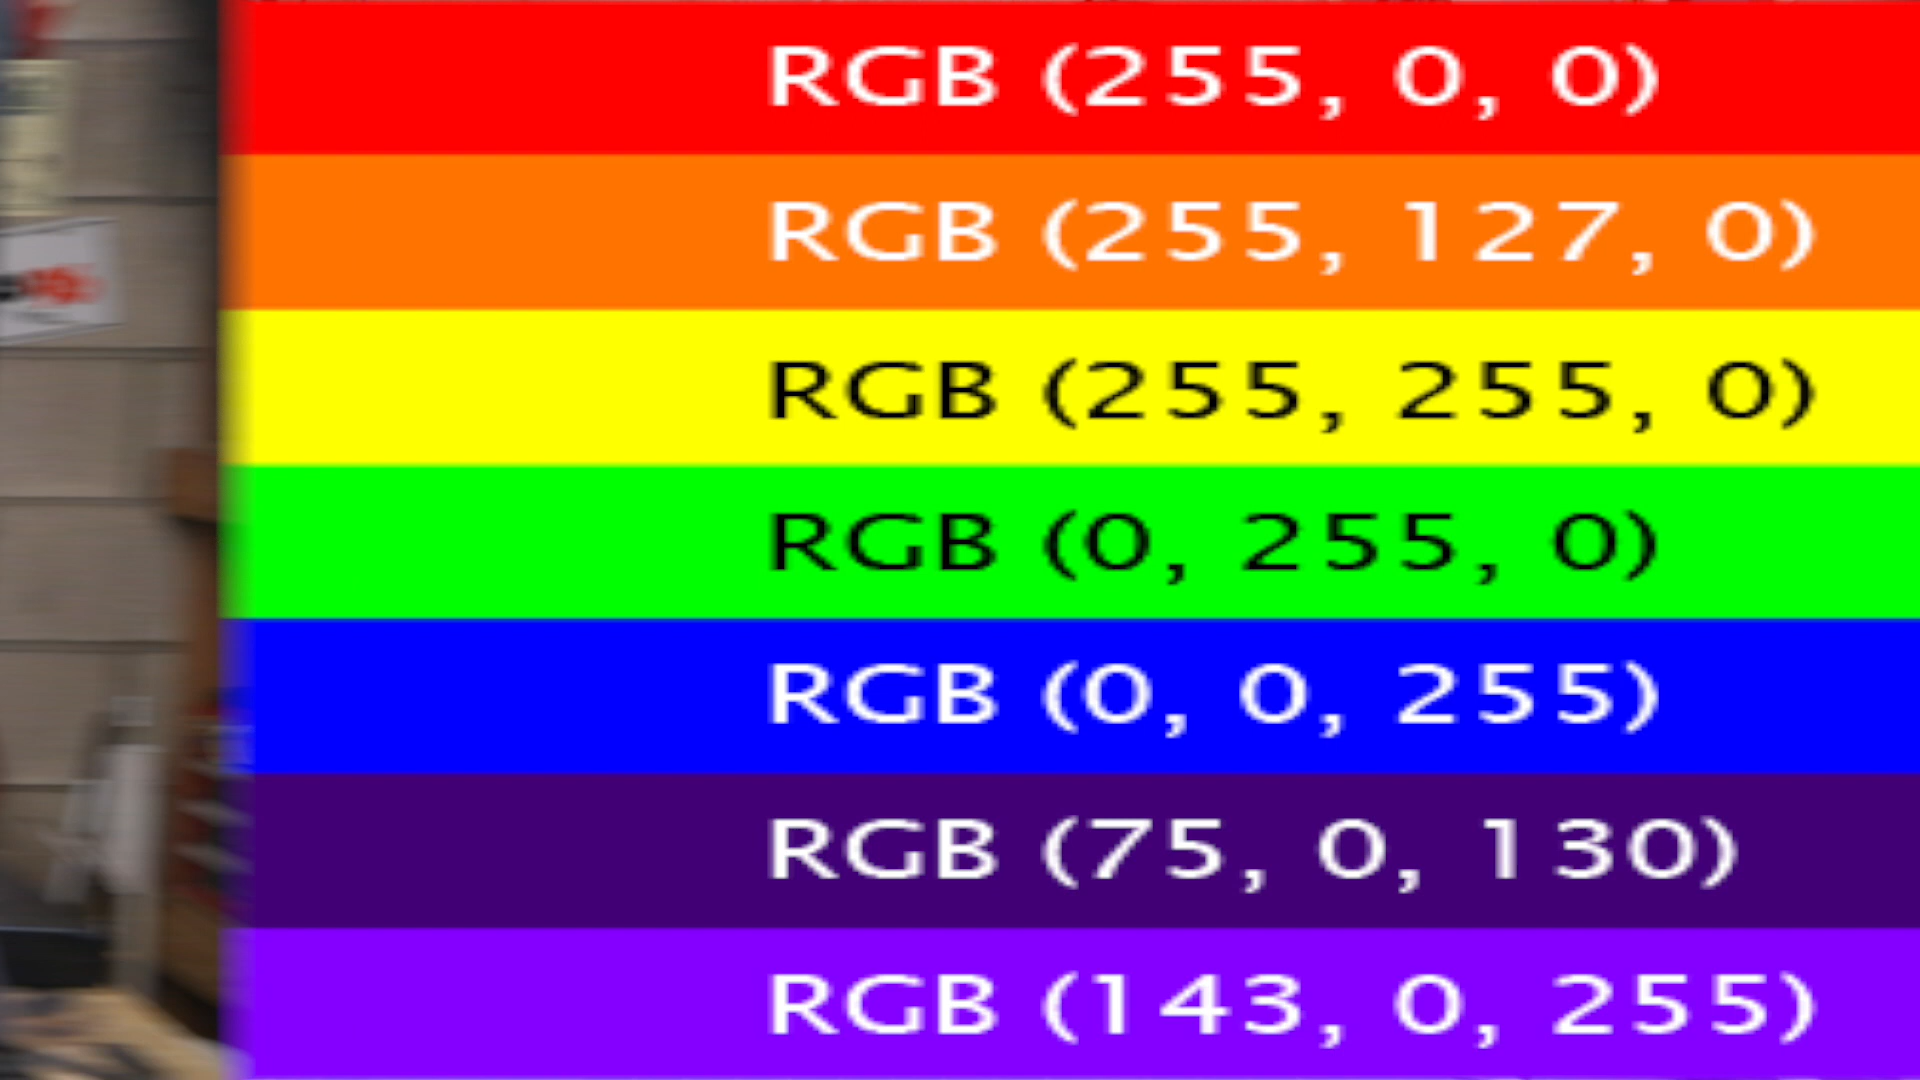 RGB (255, 0, 0)
RGB (255, 127, 0)
RGB (255, 255, 0)
RGB (0, 255, 0)
RGB (0, 0, 255)
RGB (75, 0, 130)
RGB (143, 0, 255)